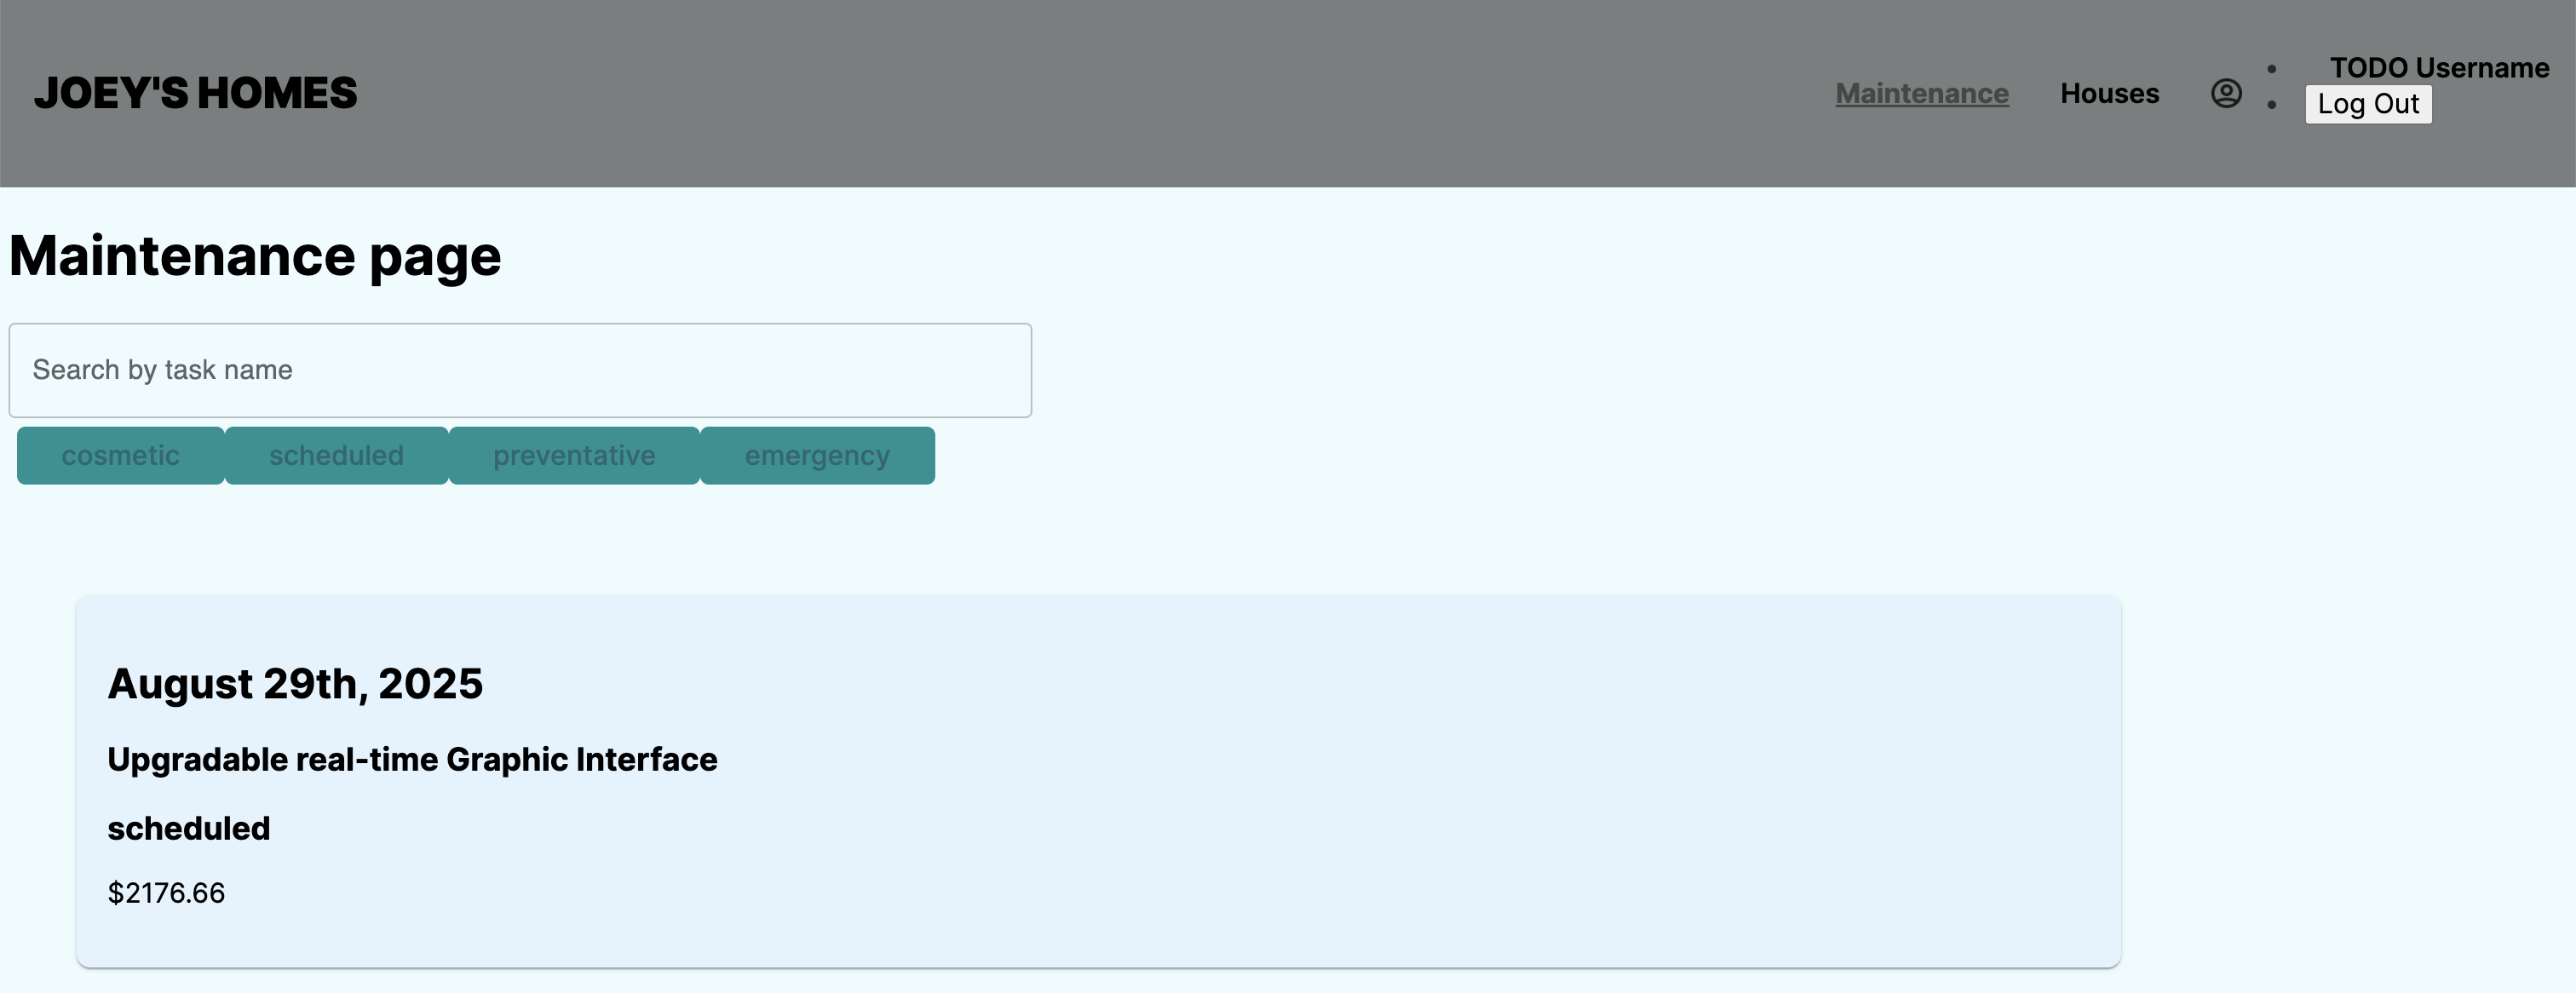 JOEY'S HOMES
Maintenance
Houses
TODO Username
Log Out
Maintenance page
Search by task name
cosmetic
scheduled
preventative
emergency
August 29th, 2025
Upgradable real-time Graphic Interface
scheduled
$2176.66